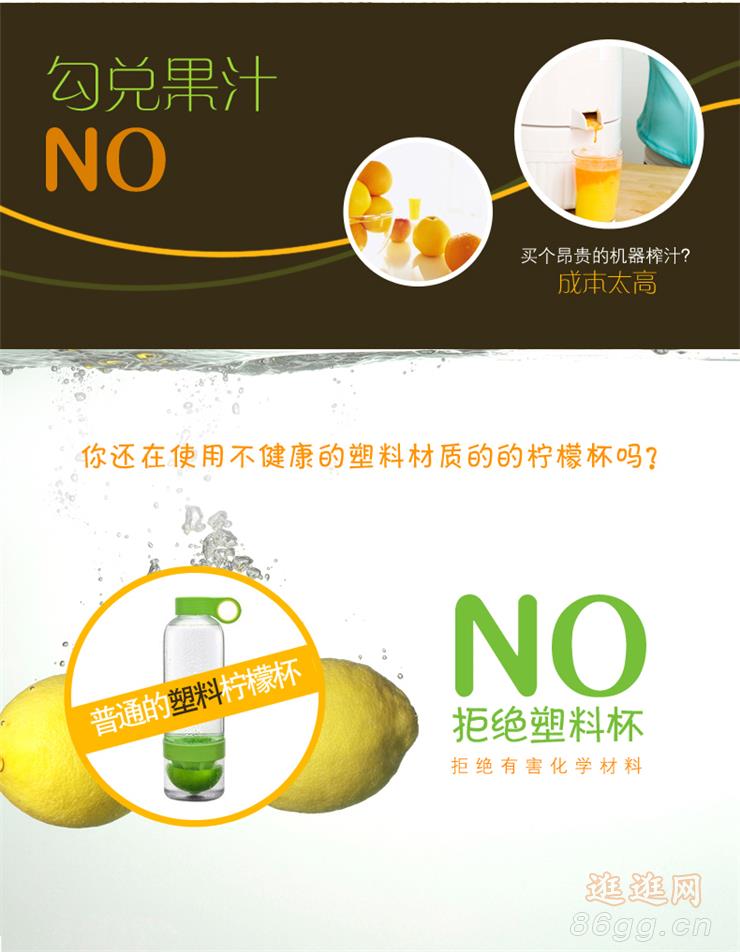 勾兑果汁
NO
买个昂贵的机器榨汁?
成本太高
你还在使用不健康的塑料材质的的柠檬杯吗?
普通的塑料柠檬杯
NO
拒绝塑料杯
拒绝有害化学材料
逛逛网
86gg.cn